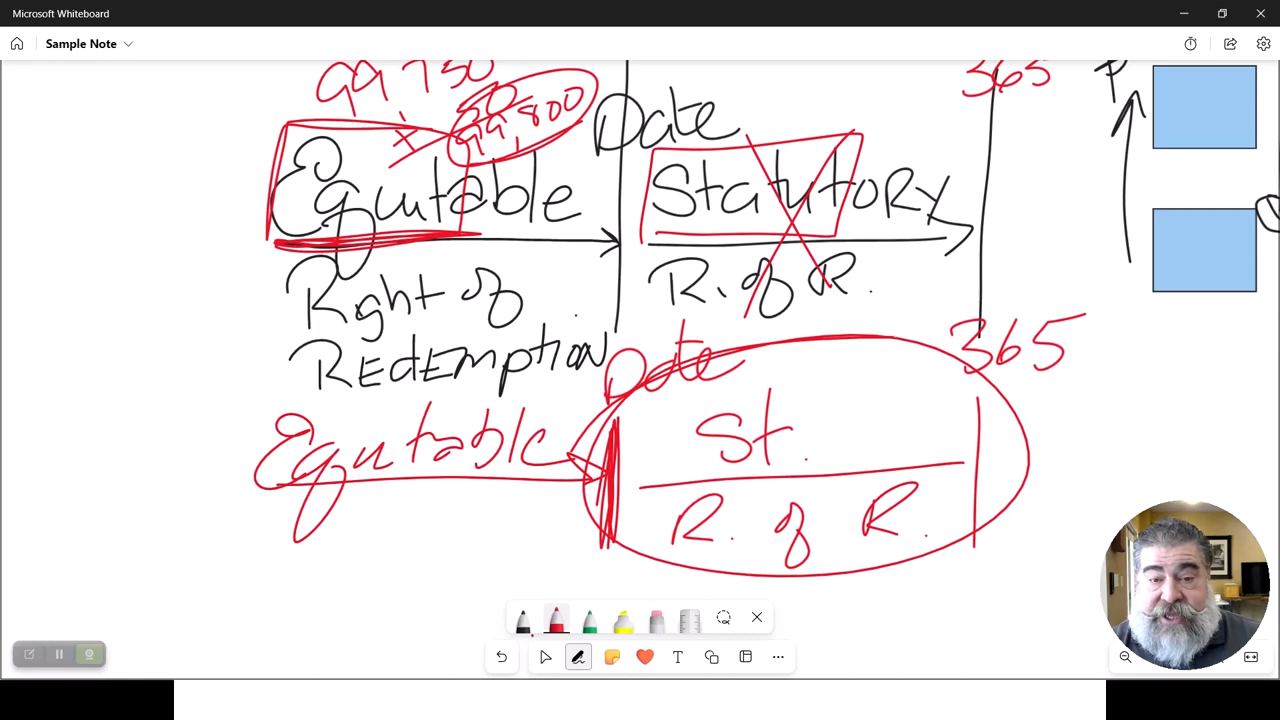 Microsoft Whiteboard
Sample Note
99,750
365
50
99,800
Date
Equitable
Statutory
Right of
Redemption
R. of R.
Date
365
Equitable
St.
R. of R.